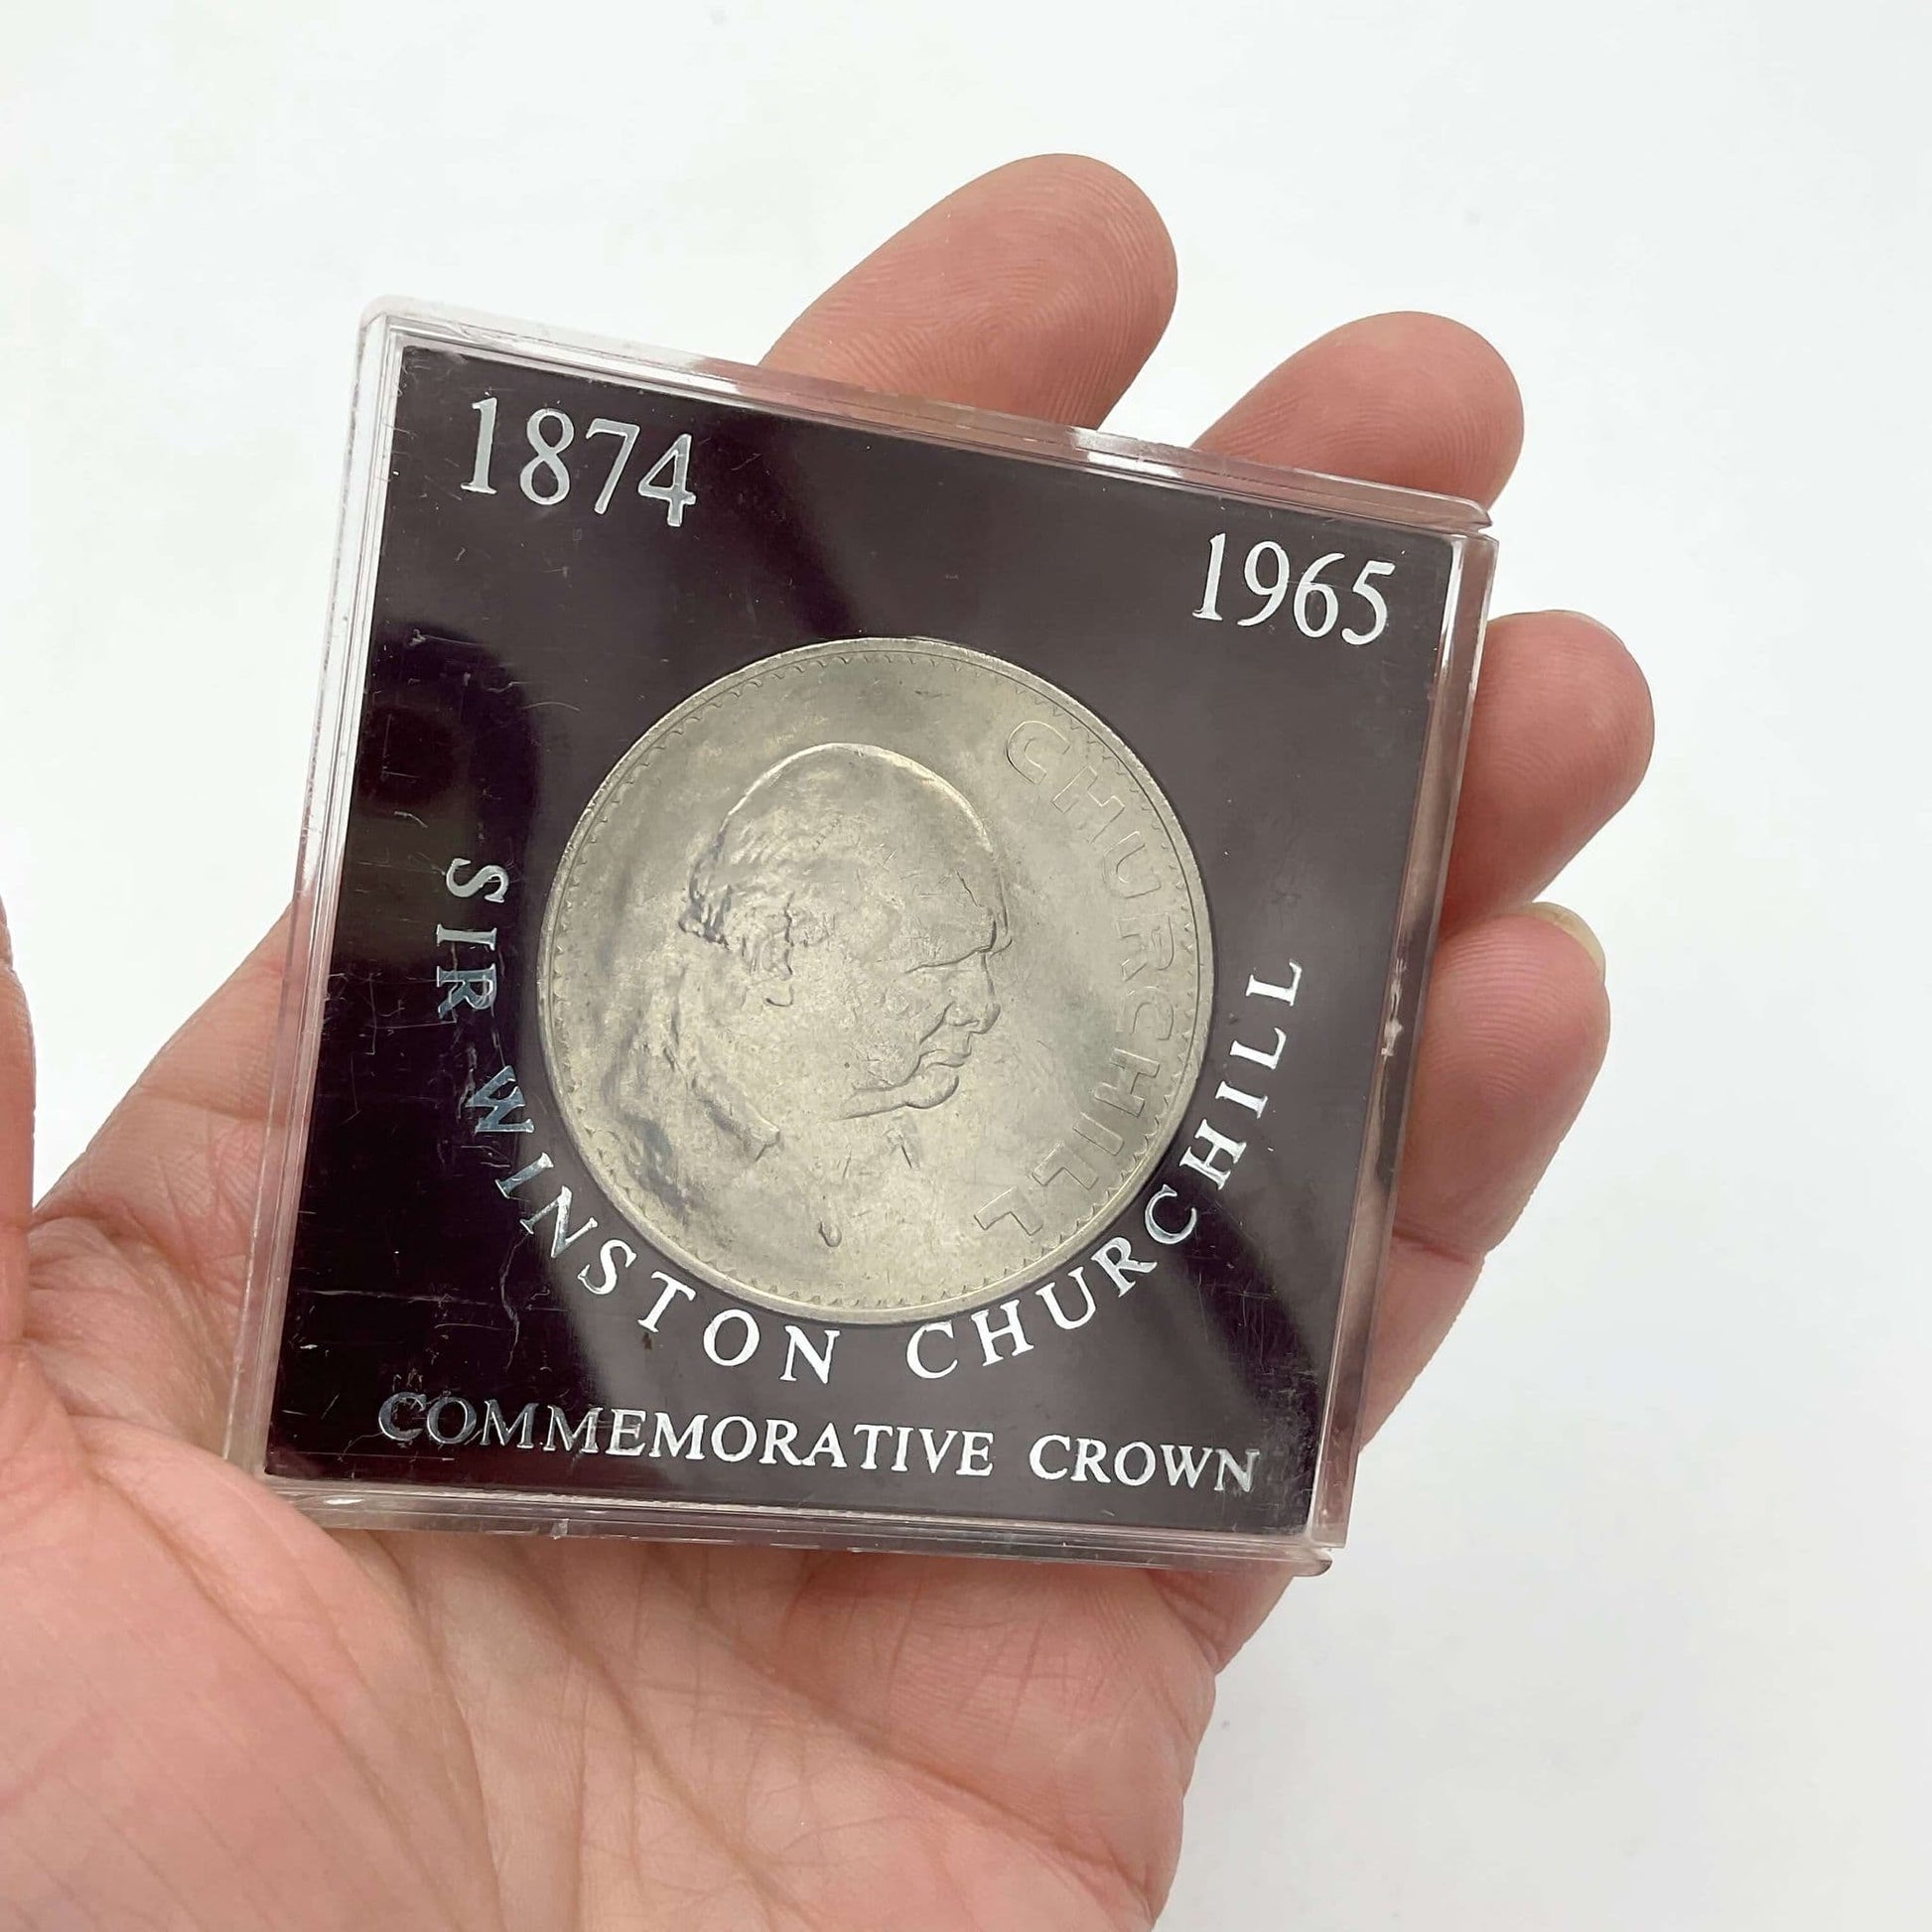 1874
1965
CHURCHILL
SIR WINSTON CHURCHILL
COMMEMORATIVE CROWN